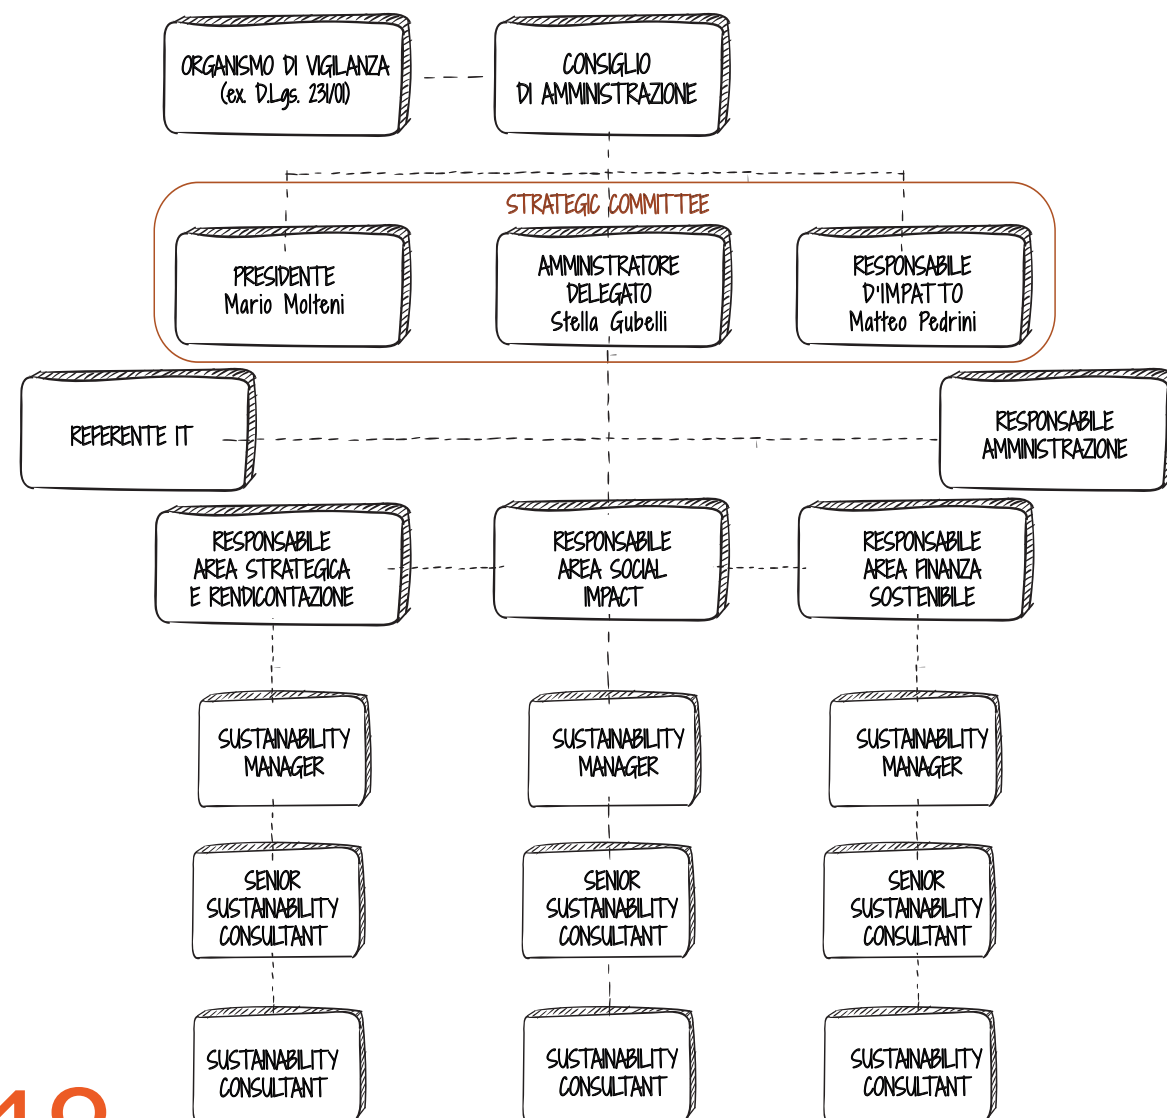 ORGANISMO DI VIGILANZA
(ex. D.Lgs. 231/01)
CONSIGLIO
DI AMMINISTRAZIONE
STRATEGIC COMMITTEE
PRESIDENTE
Mario Molteni
AMMINISTRATORE
DELEGATO
Stella Gubelli
RESPONSABILE
D'IMPATTO
Matteo Pedrini
REFERENTE IT
RESPONSABILE
AMMINISTRAZIONE
RESPONSABILE
AREA STRATEGICA
E RENDICONTAZIONE
RESPONSABILE
AREA SOCIAL
IMPACT
RESPONSABILE
AREA FINANZA
SOSTENIBILE
SUSTAINABILITY
MANAGER
SUSTAINABILITY
MANAGER
SUSTAINABILITY
MANAGER
SENIOR
SUSTAINABILITY
CONSULTANT
SENIOR
SUSTAINABILITY
CONSULTANT
SENIOR
SUSTAINABILITY
CONSULTANT
SUSTAINABILITY
CONSULTANT
SUSTAINABILITY
CONSULTANT
SUSTAINABILITY
CONSULTANT